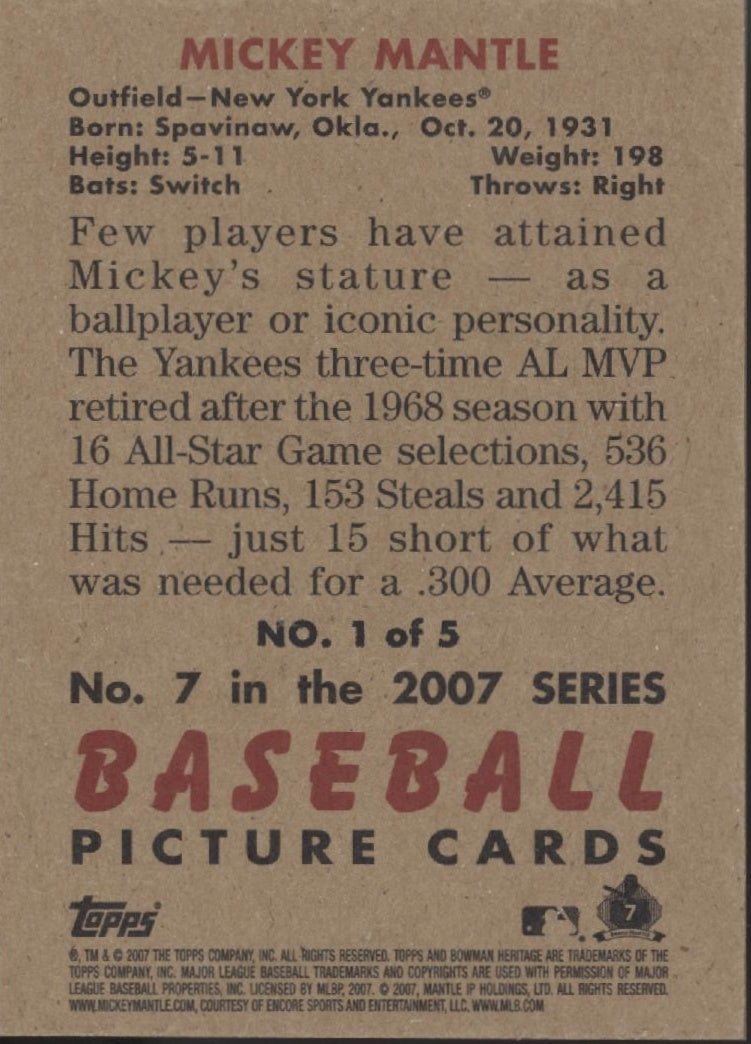 MICKEY MANTLE
Outfield—New York Yankees®
Born: Spavinaw, Okla., Oct. 20, 1931
Height: 5-11 Weight: 198
Bats: Switch Throws: Right
Few players have attained
Mickey's stature — as a
ballplayer or iconic personality.
The Yankees three-time AL MVP
retired after the 1968 season with
16 All-Star Game selections, 536
Home Runs, 153 Steals and 2,415
Hits — just 15 short of what
was needed for a .300 Average.
NO. 1 of 5
No. 7 in the 2007 SERIES
BASEBALL
PICTURE CARDS
topps
7
®, TM & © 2007 THE TOPPS COMPANY, INC. ALL RIGHTS RESERVED. TOPPS AND BOWMAN HERITAGE ARE TRADEMARKS OF THE
TOPPS COMPANY, INC. MAJOR LEAGUE BASEBALL TRADEMARKS AND COPYRIGHTS ARE USED WITH PERMISSION OF MAJOR
LEAGUE BASEBALL PROPERTIES, INC. LICENSED BY MLBP, 2007. © 2007, MANTLE IP HOLDINGS, LTD. ALL RIGHTS RESERVED.
WWW.MICKEYMANTLE.COM, COURTESY OF ENCORE SPORTS AND ENTERTAINMENT, LLC. WWW.MLB.COM